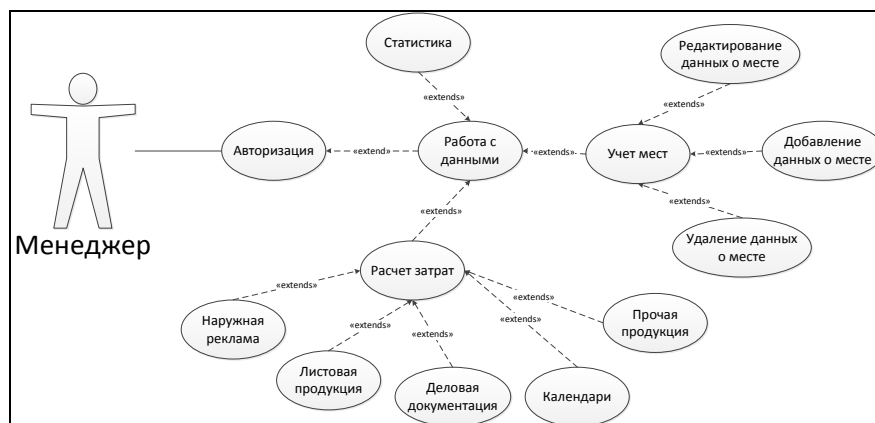 Статистика
Редактирование
данных о месте
«extends»
«extends»
Авторизация
«extend»
Работа с
данными
«extends»
Учет мест
«extends»
Добавление
данных о месте
«extends»
«extends»
Менеджер
Удаление данных
о месте
Расчет затрат
«extends»
«extends»
Наружная
реклама
«extends»
«extends»
«extends»
Прочая
продукция
Листовая
продукция
Деловая
документация
Календари